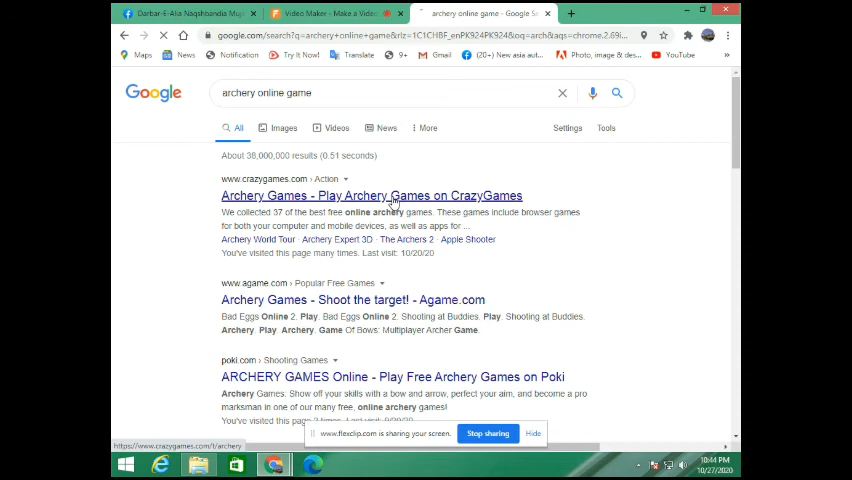 Darbar-E-Alia Naqshbandia Muj
Video Maker - Make a Video
archery online game - Google Se
google.com/search?q=archery+online+game&rlz=1C1CHBF_enPK924PK924&oq=arch&aqs=chrome.2.69i
Maps News Notification Try It Now! Translate 9+ Gmail (20+) New asia aut... Photo, image & desi... YouTube
Google archery online game
All Images Videos News More Settings Tools
About 38,000,000 results (0.51 seconds)
www.crazygames.com › Action
Archery Games - Play Archery Games on CrazyGames
We collected 37 of the best free online archery games. These games include browser games
for both your computer and mobile devices, as well as apps for ...
Archery World Tour · Archery Expert 3D · The Archers 2 · Apple Shooter
You've visited this page many times. Last visit: 10/20/20
www.agame.com › Popular Free Games
Archery Games - Shoot the target! - Agame.com
Bad Eggs Online 2. Play. Bad Eggs Online 2. Shooting at Buddies. Play. Shooting at Buddies.
Archery. Play. Archery. Game Of Bows: Multiplayer Archer Game.
poki.com › Shooting Games
ARCHERY GAMES Online - Play Free Archery Games on Poki
Archery Games: Show off your skills with a bow and arrow, perfect your aim, and become a pro
marksman in one of our many free, online archery games!
You've visited this page
www.flexclip.com is sharing your screen. Stop sharing Hide
https://www.crazygames.com/t/archery
10:44 PM
10/27/2020